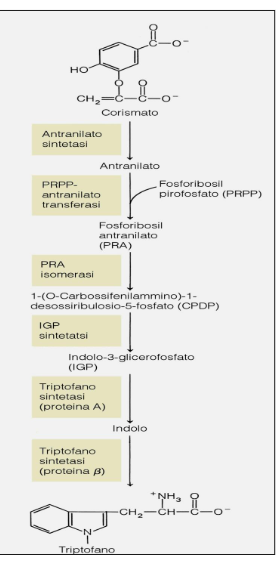 O
C—O⁻
HO
O
O
CH₂=C—C—O⁻
Corismato
Antranilato
sintetasi
Antranilato
PRPP-
antranilato
transferasi
Fosforibosil
pirofosfato (PRPP)
Fosforibosil
antranilato
(PRA)
PRA
isomerasi
1-(O-Carbossifenilammino)-1-
desossiribulosio-5-fosfato (CPDP)
IGP
sintetatsi
Indolo-3-glicerofosfato
(IGP)
Triptofano
sintetasi
(proteina A)
Indolo
Triptofano
sintetasi
(proteina β)
⁺NH₃ O
CH₂—CH—C—O⁻
N
Triptofano